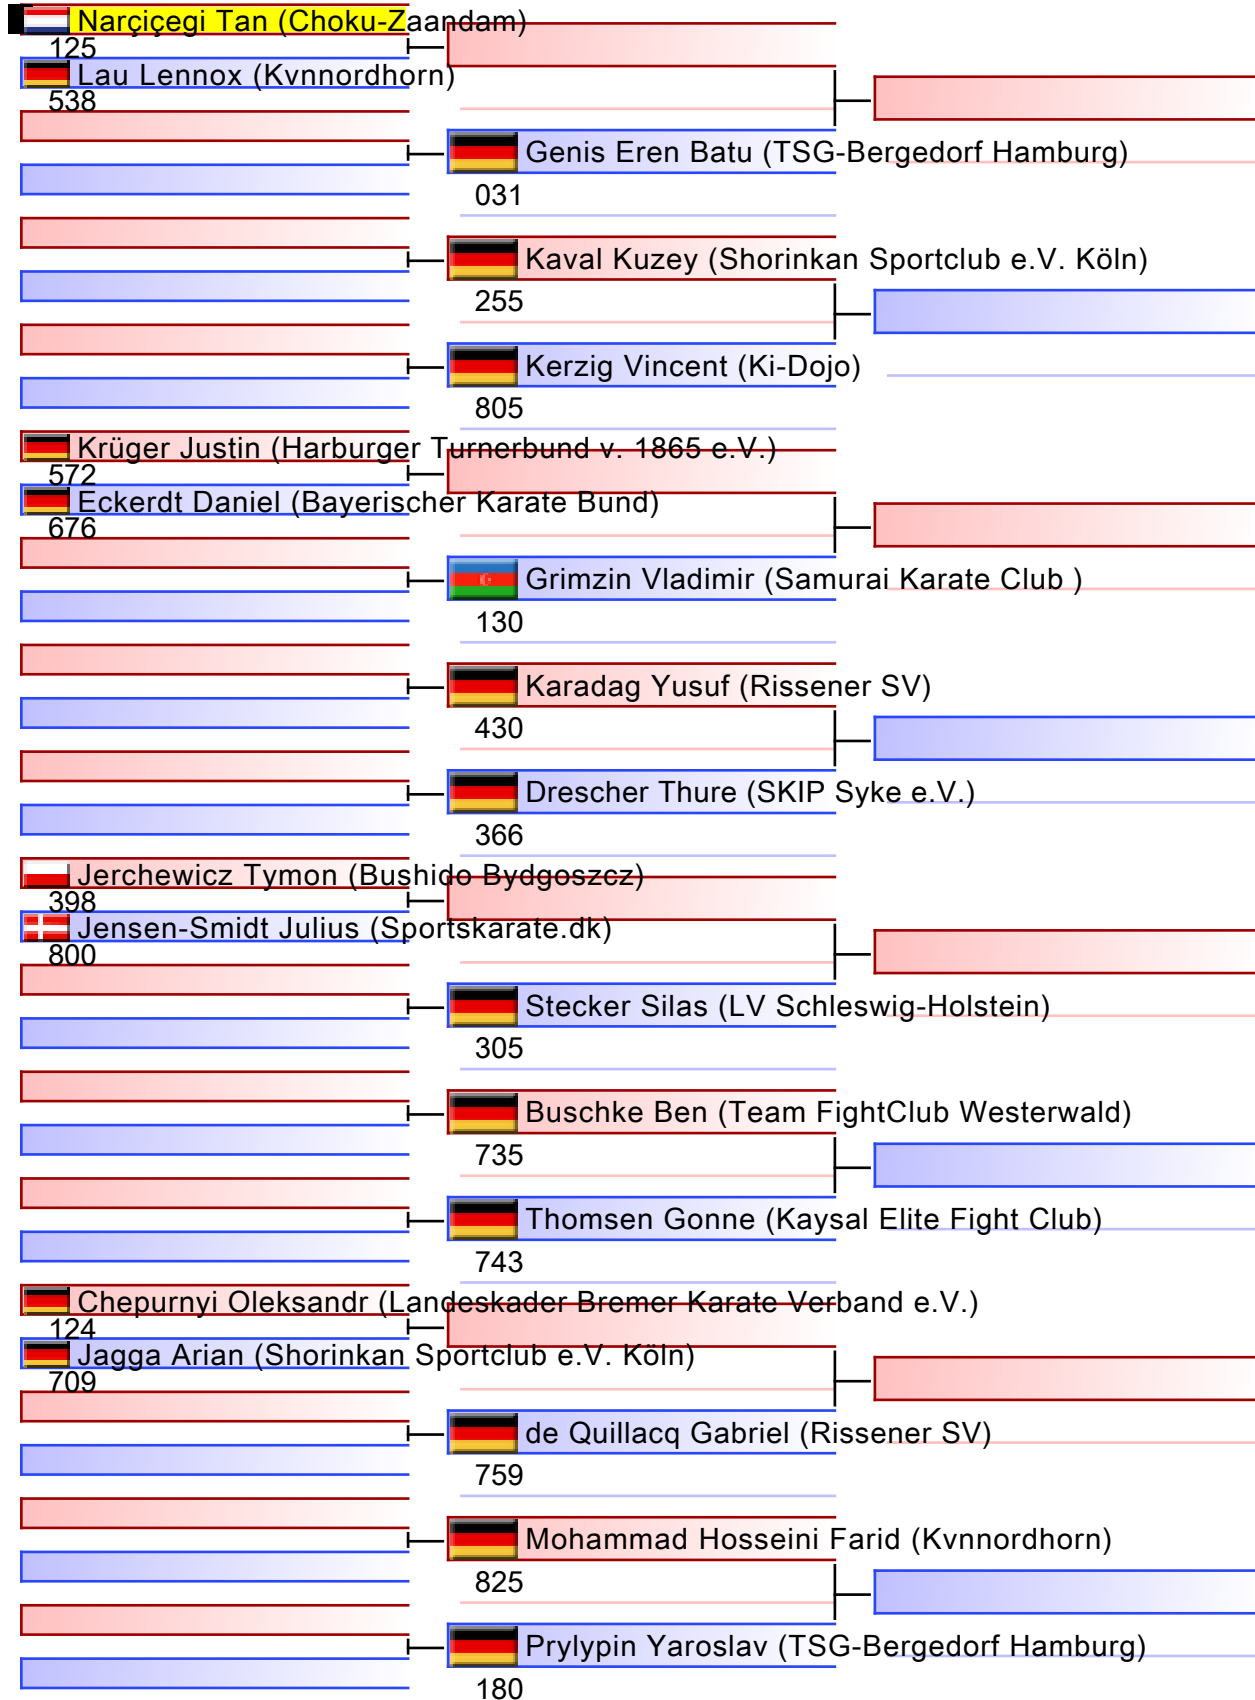 Narçiçegi Tan (Choku-Zaandam)
125
Lau Lennox (Kvnnordhorn)
538
Genis Eren Batu (TSG-Bergedorf Hamburg)
031
Kaval Kuzey (Shorinkan Sportclub e.V. Köln)
255
Kerzig Vincent (Ki-Dojo)
805
Krüger Justin (Harburger Turnerbund v. 1865 e.V.)
572
Eckerdt Daniel (Bayerischer Karate Bund)
676
Grimzin Vladimir (Samurai Karate Club )
130
Karadag Yusuf (Rissener SV)
430
Drescher Thure (SKIP Syke e.V.)
366
Jerchewicz Tymon (Bushido Bydgoszcz)
398
Jensen-Smidt Julius (Sportskarate.dk)
800
Stecker Silas (LV Schleswig-Holstein)
305
Buschke Ben (Team FightClub Westerwald)
735
Thomsen Gonne (Kaysal Elite Fight Club)
743
Chepurnyi Oleksandr (Landeskader Bremer Karate Verband e.V.)
124
Jagga Arian (Shorinkan Sportclub e.V. Köln)
709
de Quillacq Gabriel (Rissener SV)
759
Mohammad Hosseini Farid (Kvnnordhorn)
825
Prylypin Yaroslav (TSG-Bergedorf Hamburg)
180